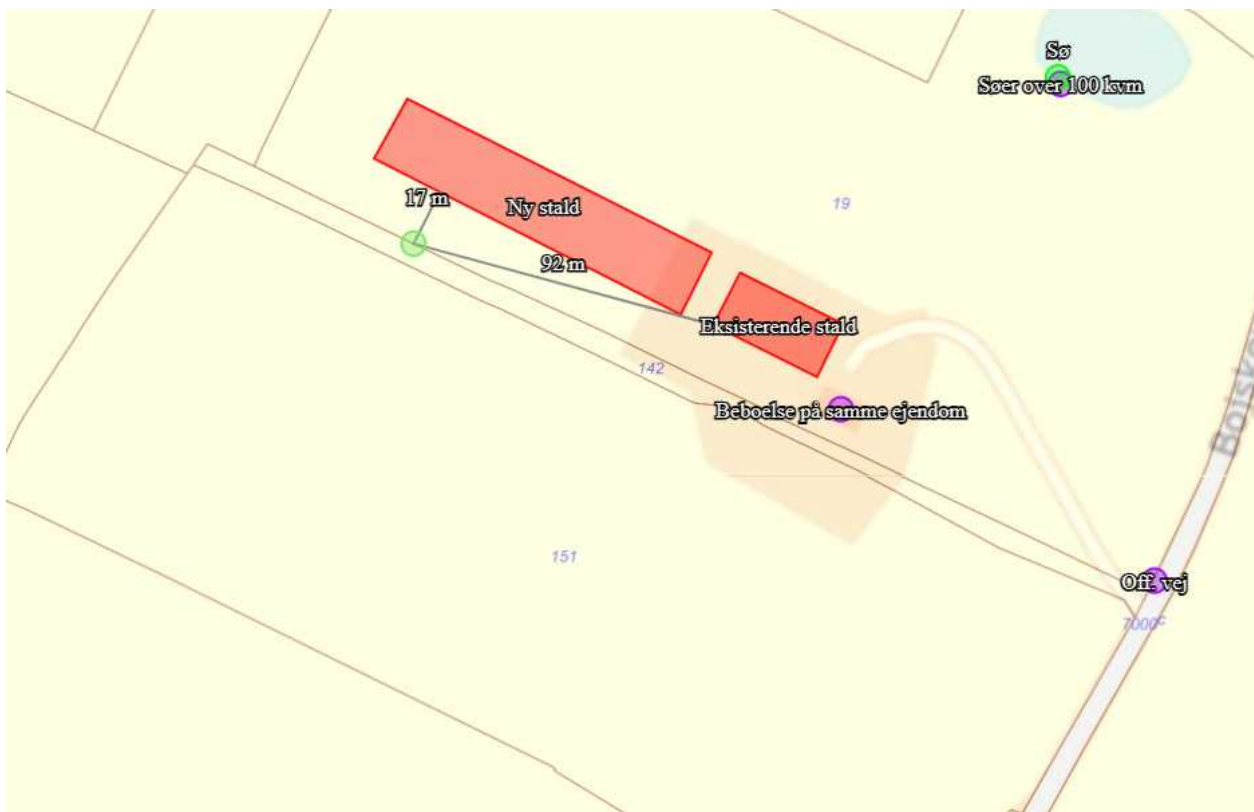 Sø
Søer over 100 kvm
17 m
Ny stald
19
92 m
Eksisterende stald
142
Beboelse på samme ejendom
151
Off. vej
7000c